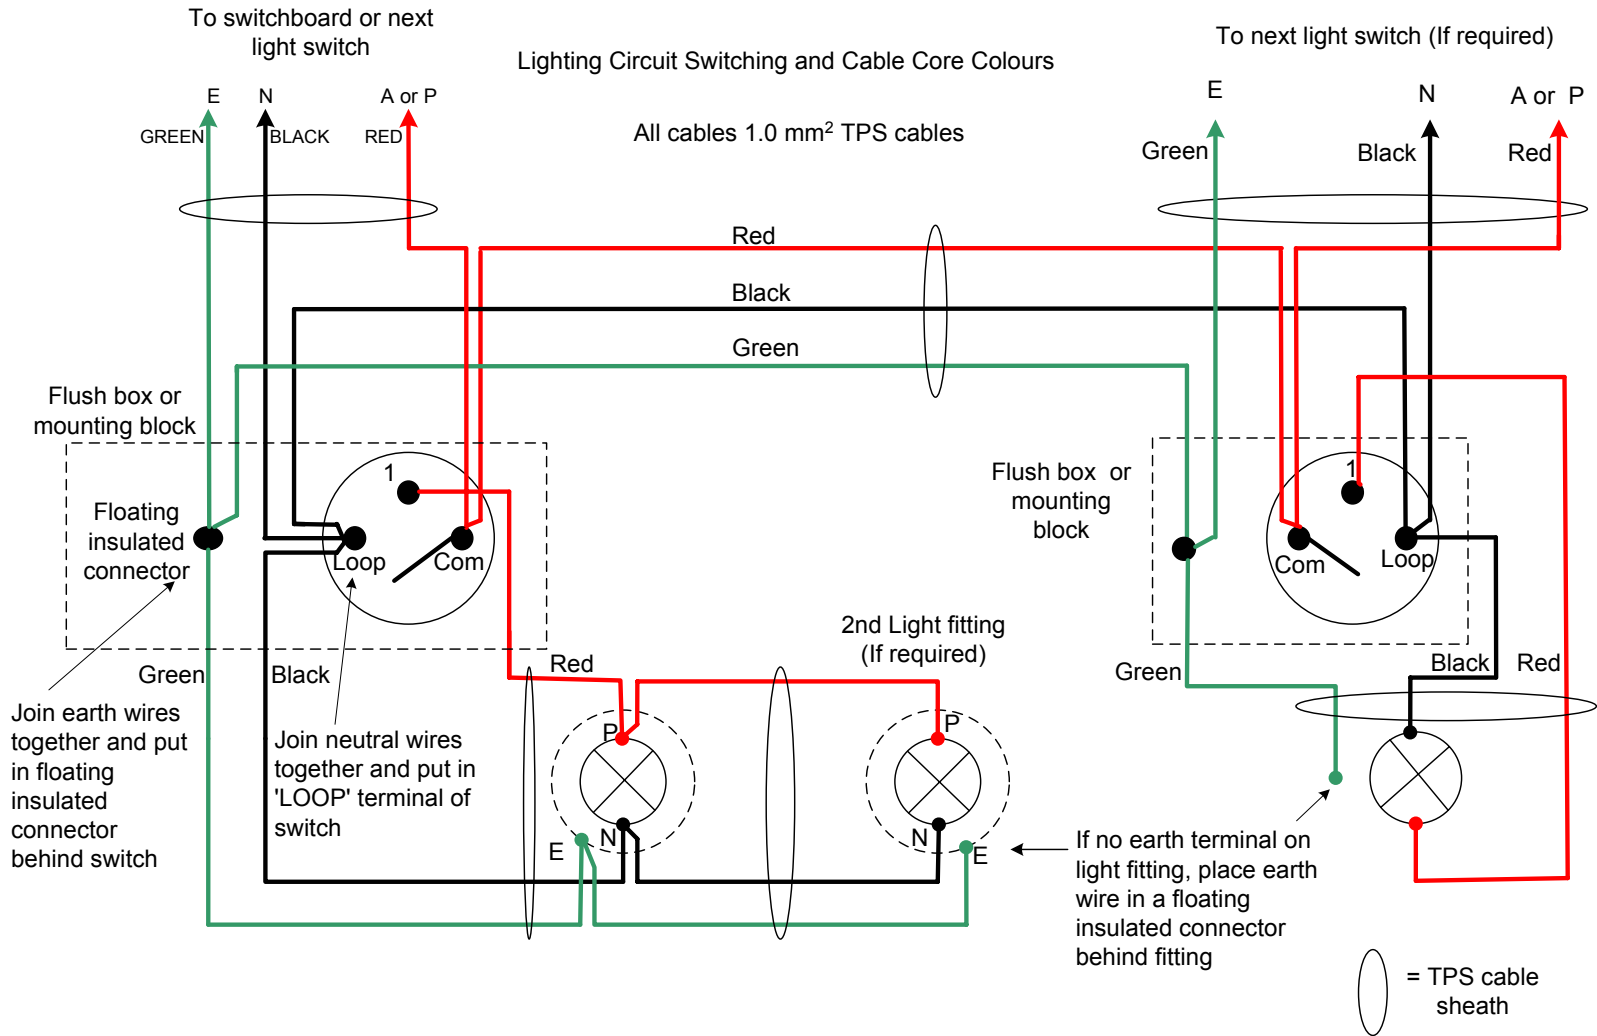 To switchboard or next
light switch
Lighting Circuit Switching and Cable Core Colours
To next light switch (If required)
E
N
A or P
GREEN
BLACK
RED
All cables 1.0 mm² TPS cables
E
N
A or P
Green
Black
Red
Red
Black
Green
Flush box or
mounting block
1
Floating
insulated
connector
Loop
Com
Flush box or
mounting
block
1
Com
Loop
Green
Black
Red
2nd Light fitting
(If required)
Green
Black
Red
Join earth wires
together and put
in floating
insulated
connector
behind switch
Join neutral wires
together and put in
'LOOP' terminal of
switch
P
N
E
P
N
E
If no earth terminal on
light fitting, place earth
wire in a floating
insulated connector
behind fitting
= TPS cable
sheath